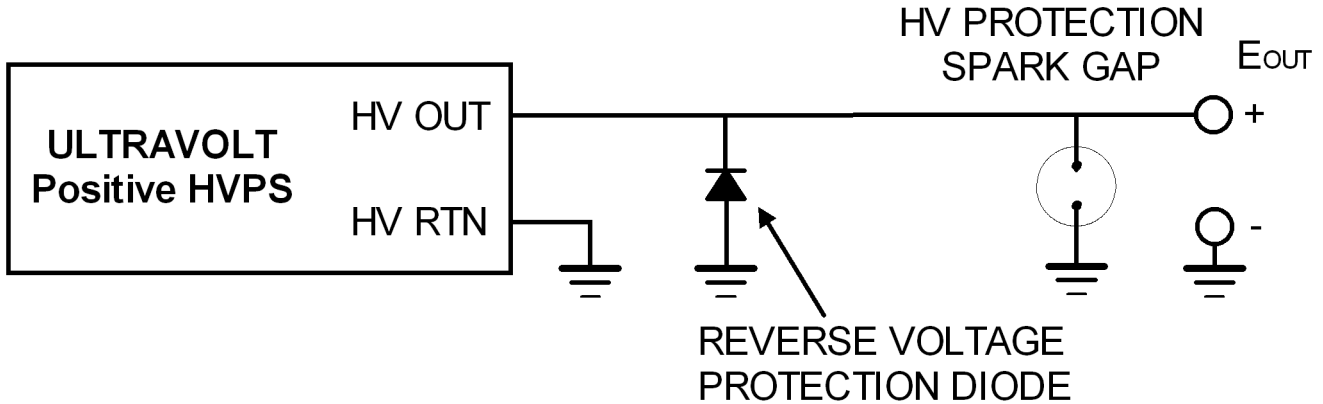 HV PROTECTION
SPARK GAP
EOUT
HV OUT
+
ULTRAVOLT
Positive HVPS
HV RTN
-
REVERSE VOLTAGE
PROTECTION DIODE